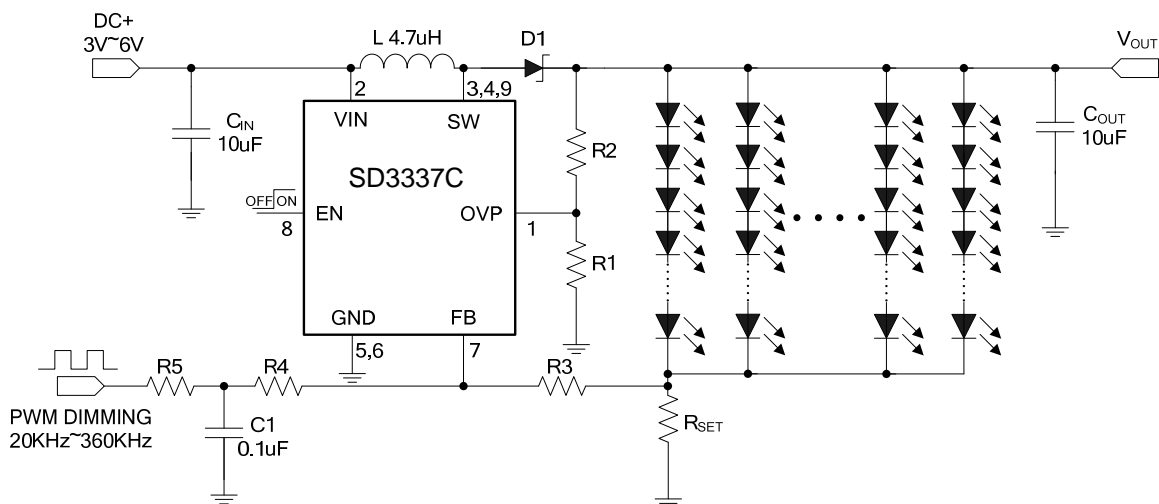 DC+
3V~6V
L 4.7uH
D1
VOUT
2
3,4,9
VIN
SW
CIN
10uF
COUT
10uF
R2
SD3337C
OFF ON
EN
OVP
8
1
R1
GND
FB
5,6
7
R5
R4
R3
PWM DIMMING
20KHz~360KHz
C1
0.1uF
RSET